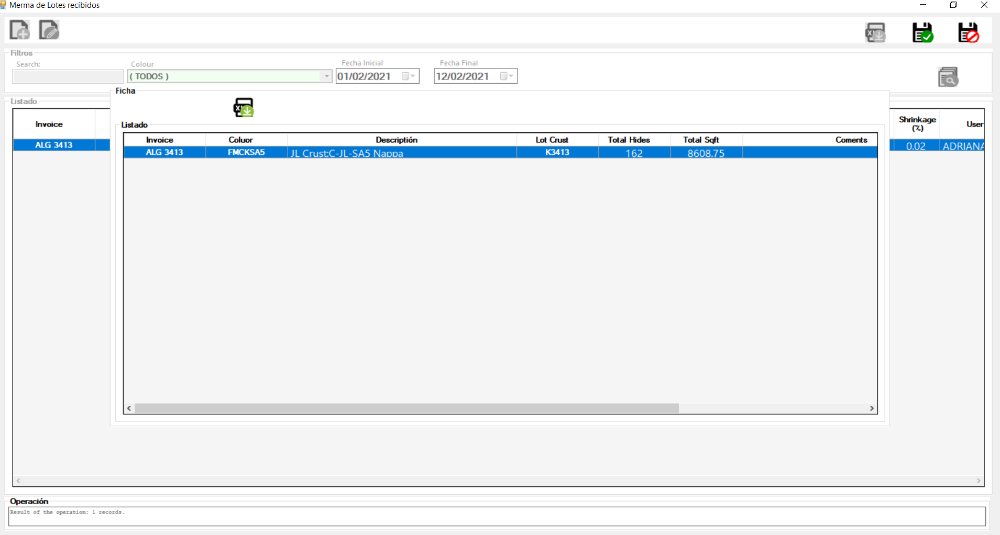 Merma de Lotes recibidos
Filtros
Search:
Colour
Fecha Inicial
Fecha Final
( TODOS )
01/02/2021
12/02/2021
Ficha
Listado
Invoice
Shrinkage
(%)
User
ALG 3413
0.02
ADRIANA
Listado
Invoice Coluor Descriptión Lot Crust Total Hides Total Sqft Coments
ALG 3413 FMCKSA5 JL Crust:C-JL-SA5 Nappa K3413 162 8608.75
Operación
Result of the operation: 1 records.